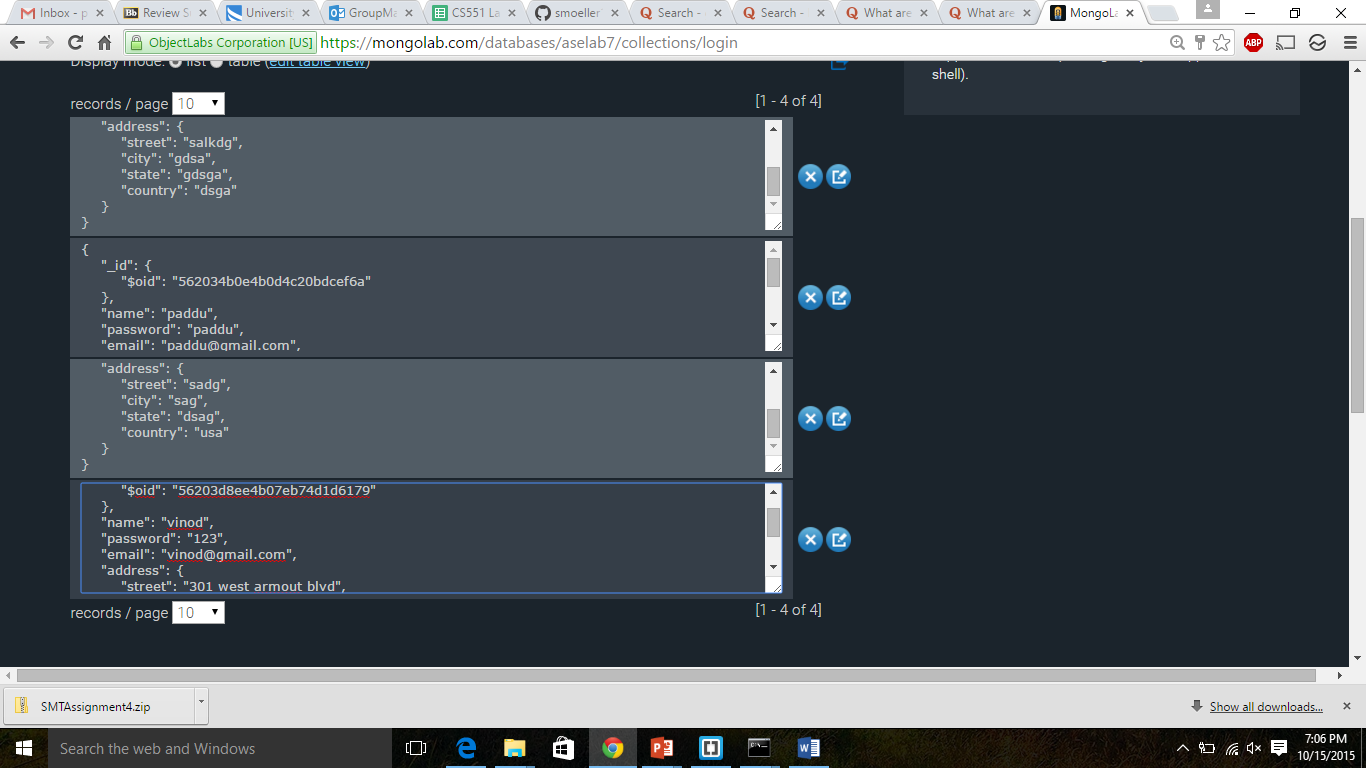 Inbox - p
Review Su
University
GroupMa
CS551 La
smoeller
Search -
Search -
What are
What are
MongoLa
ObjectLabs Corporation [US]
https://mongolab.com/databases/aselab7/collections/login
ABP
Display mode: list table (edit table view)
shell).
records / page 10
[1 - 4 of 4]
"address": {
"street": "salkdg",
"city": "gdsa",
"state": "gdsga",
"country": "dsga"
}
}
{
"_id": {
"$oid": "562034b0e4b0d4c20bdcef6a"
},
"name": "paddu",
"password": "paddu",
"email": "paddu@gmail.com",
"address": {
"street": "sadg",
"city": "sag",
"state": "dsag",
"country": "usa"
}
}
"$oid": "56203d8ee4b07eb74d1d6179"
},
"name": "vinod",
"password": "123",
"email": "vinod@gmail.com",
"address": {
"street": "301 west armout blvd",
records / page 10
[1 - 4 of 4]
SMTAssignment4.zip
Show all downloads...
Search the web and Windows
7:06 PM
10/15/2015